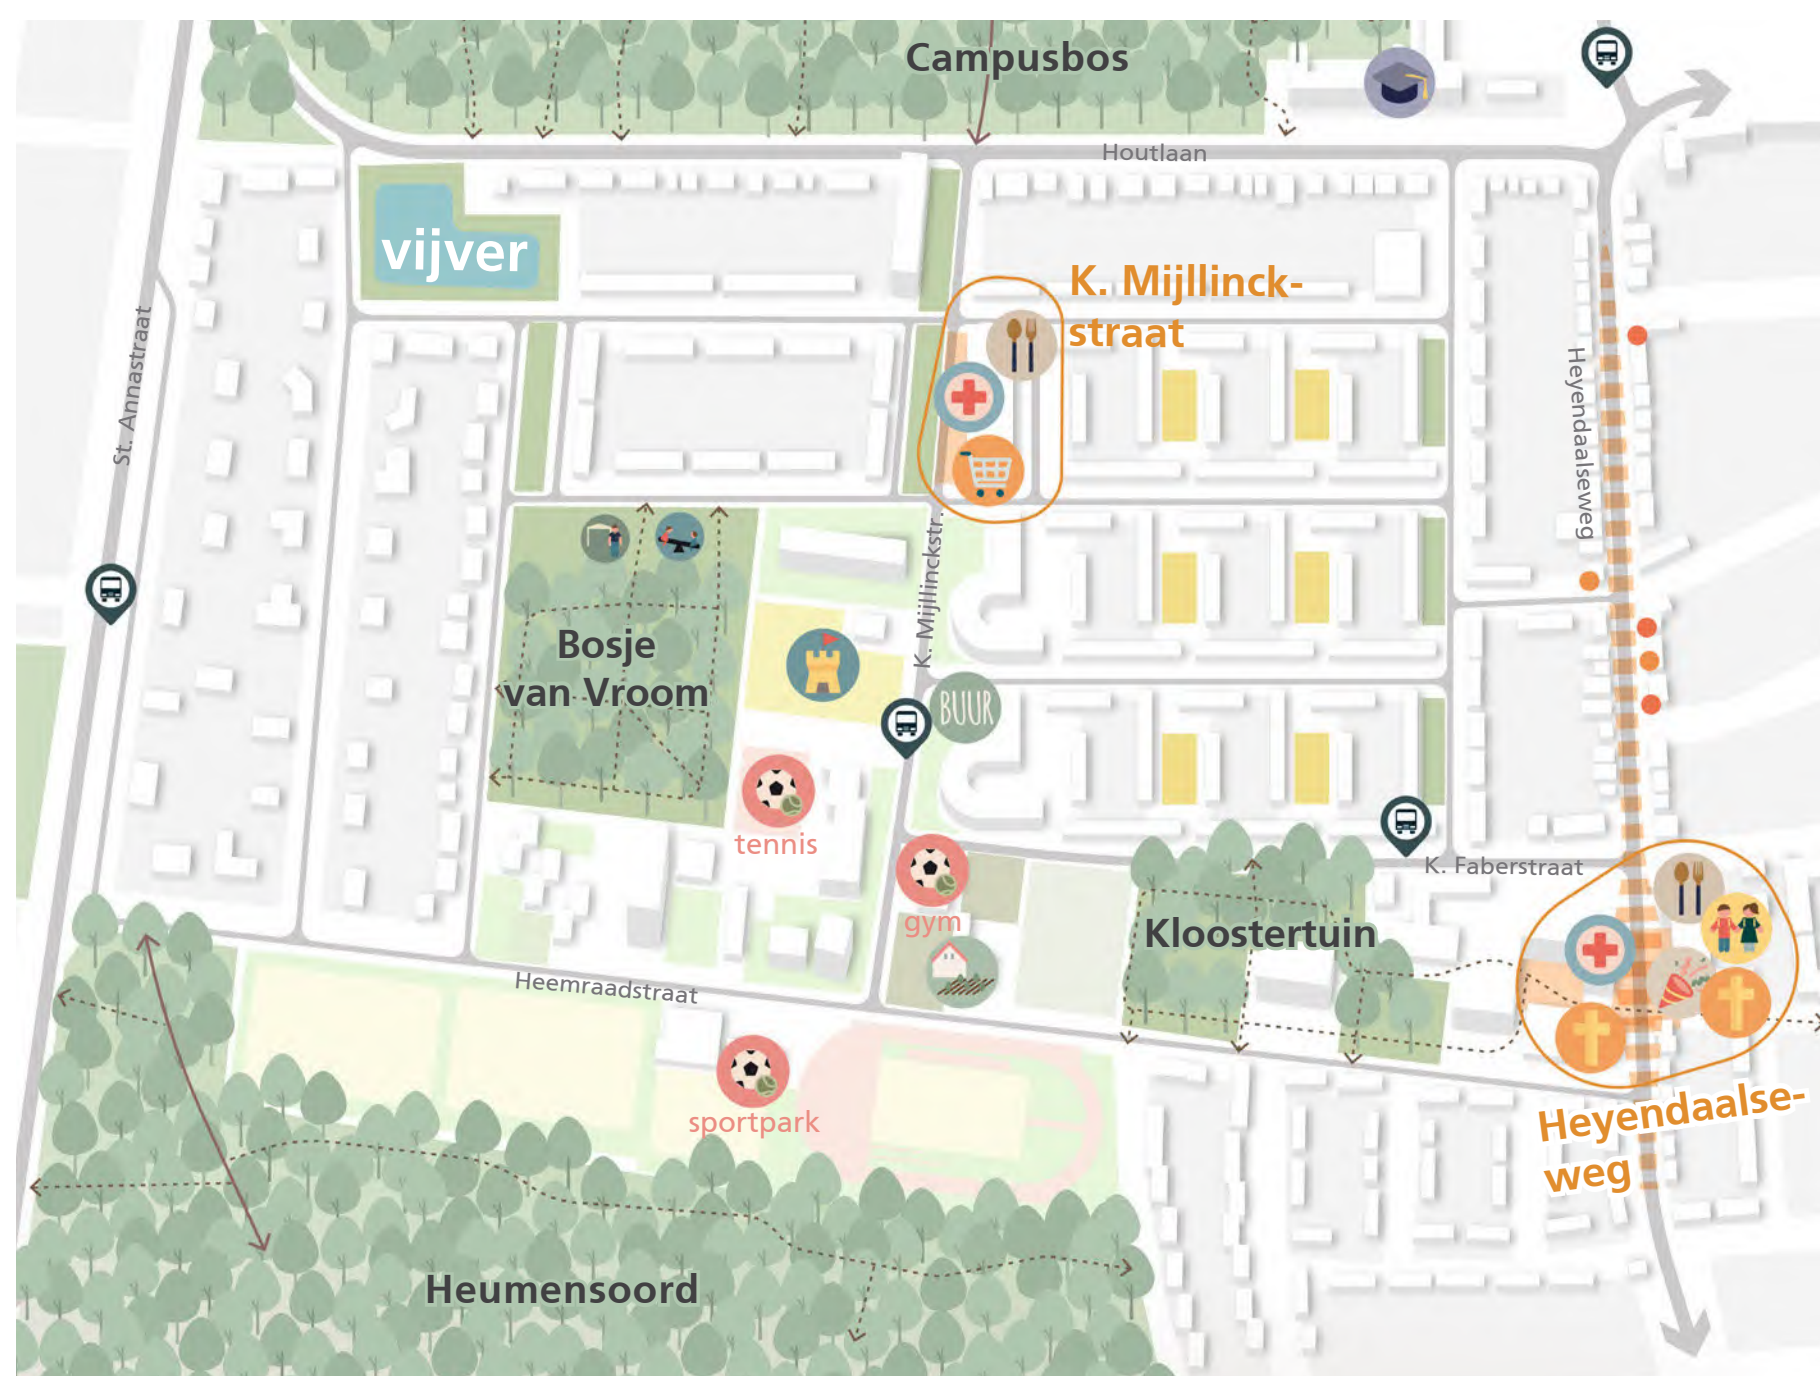 Campusbos
Houtlaan
vijver
K. Mijllinck-
straat
St. Annastraat
Heyendaalseweg
K. Mijllinckstr.
Bosje
van Vroom
BUUR
tennis
K. Faberstraat
gym
Kloostertuin
Heemraadstraat
sportpark
Heyendaalse-
weg
Heumensoord